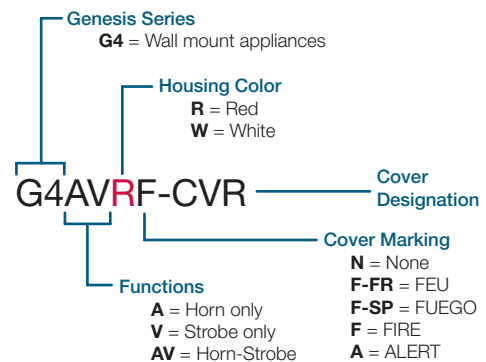 Genesis Series
G4 = Wall mount appliances
Housing Color
R = Red
W = White
G4AVRF-CVR
Cover
Designation
Cover Marking
N = None
F-FR = FEU
F-SP = FUEGO
F = FIRE
A = ALERT
Functions
A = Horn only
V = Strobe only
AV = Horn-Strobe